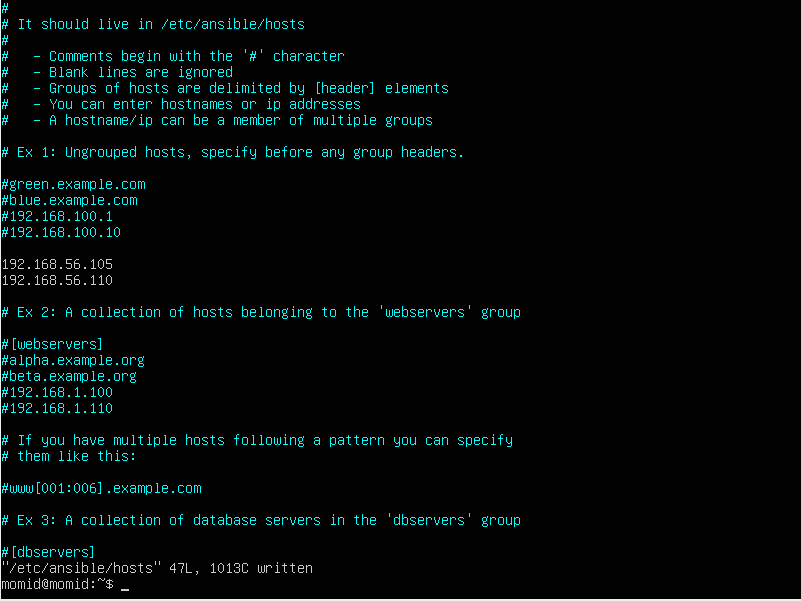 #
# It should live in /etc/ansible/hosts
#
#   - Comments begin with the '#' character
#   - Blank lines are ignored
#   - Groups of hosts are delimited by [header] elements
#   - You can enter hostnames or ip addresses
#   - A hostname/ip can be a member of multiple groups
# Ex 1: Ungrouped hosts, specify before any group headers.
#green.example.com
#blue.example.com
#192.168.100.1
#192.168.100.10
192.168.56.105
192.168.56.110
# Ex 2: A collection of hosts belonging to the 'webservers' group
#[webservers]
#alpha.example.org
#beta.example.org
#192.168.1.100
#192.168.1.110
# If you have multiple hosts following a pattern you can specify
# them like this:
#www[001:006].example.com
# Ex 3: A collection of database servers in the 'dbservers' group
#[dbservers]
"/etc/ansible/hosts" 47L, 1013C written
momid@momid:~$ _